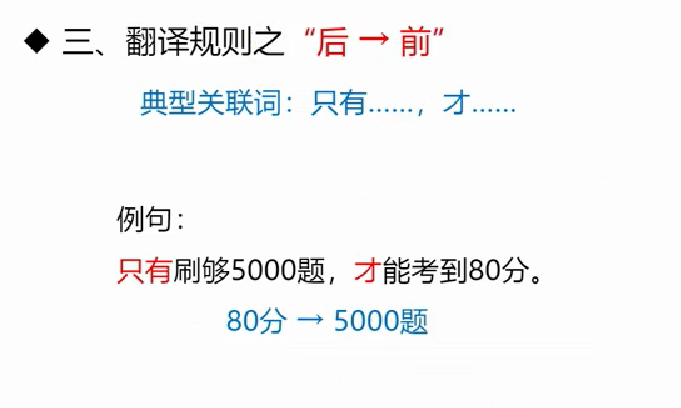 ◆ 三、翻译规则之“后 → 前”
典型关联词：只有……，才……
例句：
只有刷够5000题，才能考到80分。
80分 → 5000题